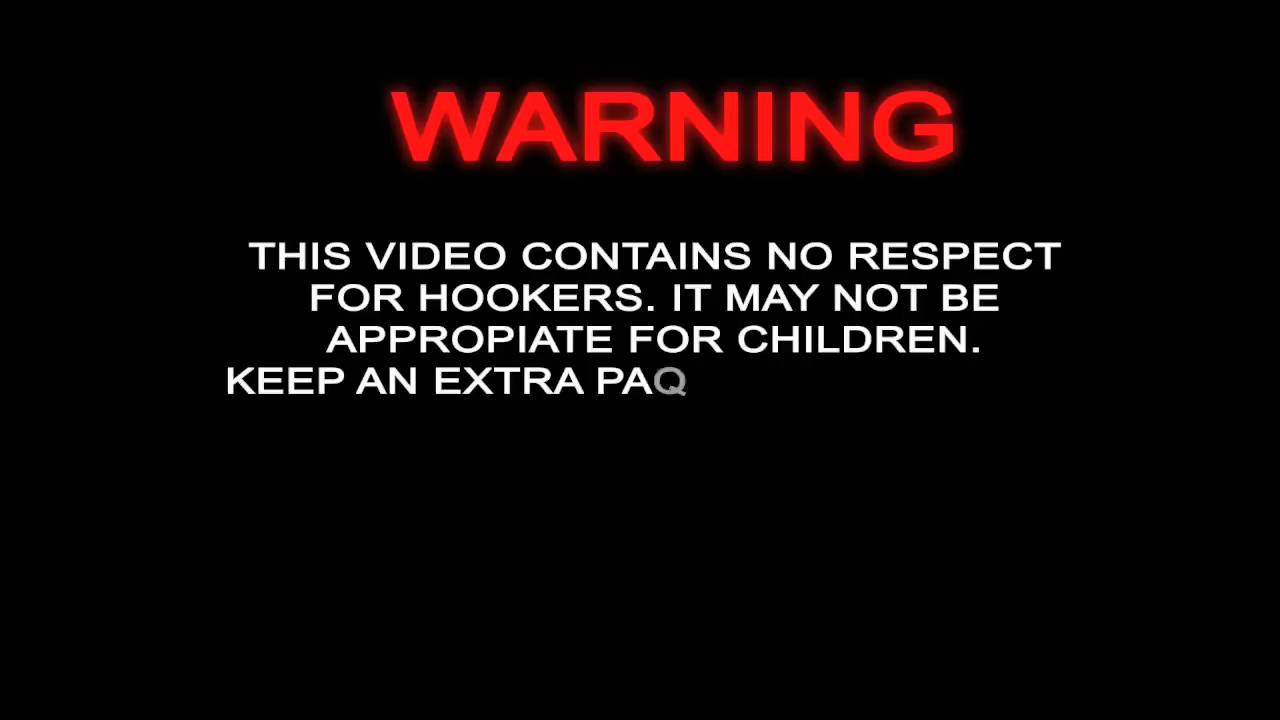 WARNING
THIS VIDEO CONTAINS NO RESPECT
FOR HOOKERS. IT MAY NOT BE
APPROPIATE FOR CHILDREN.
KEEP AN EXTRA PAQ